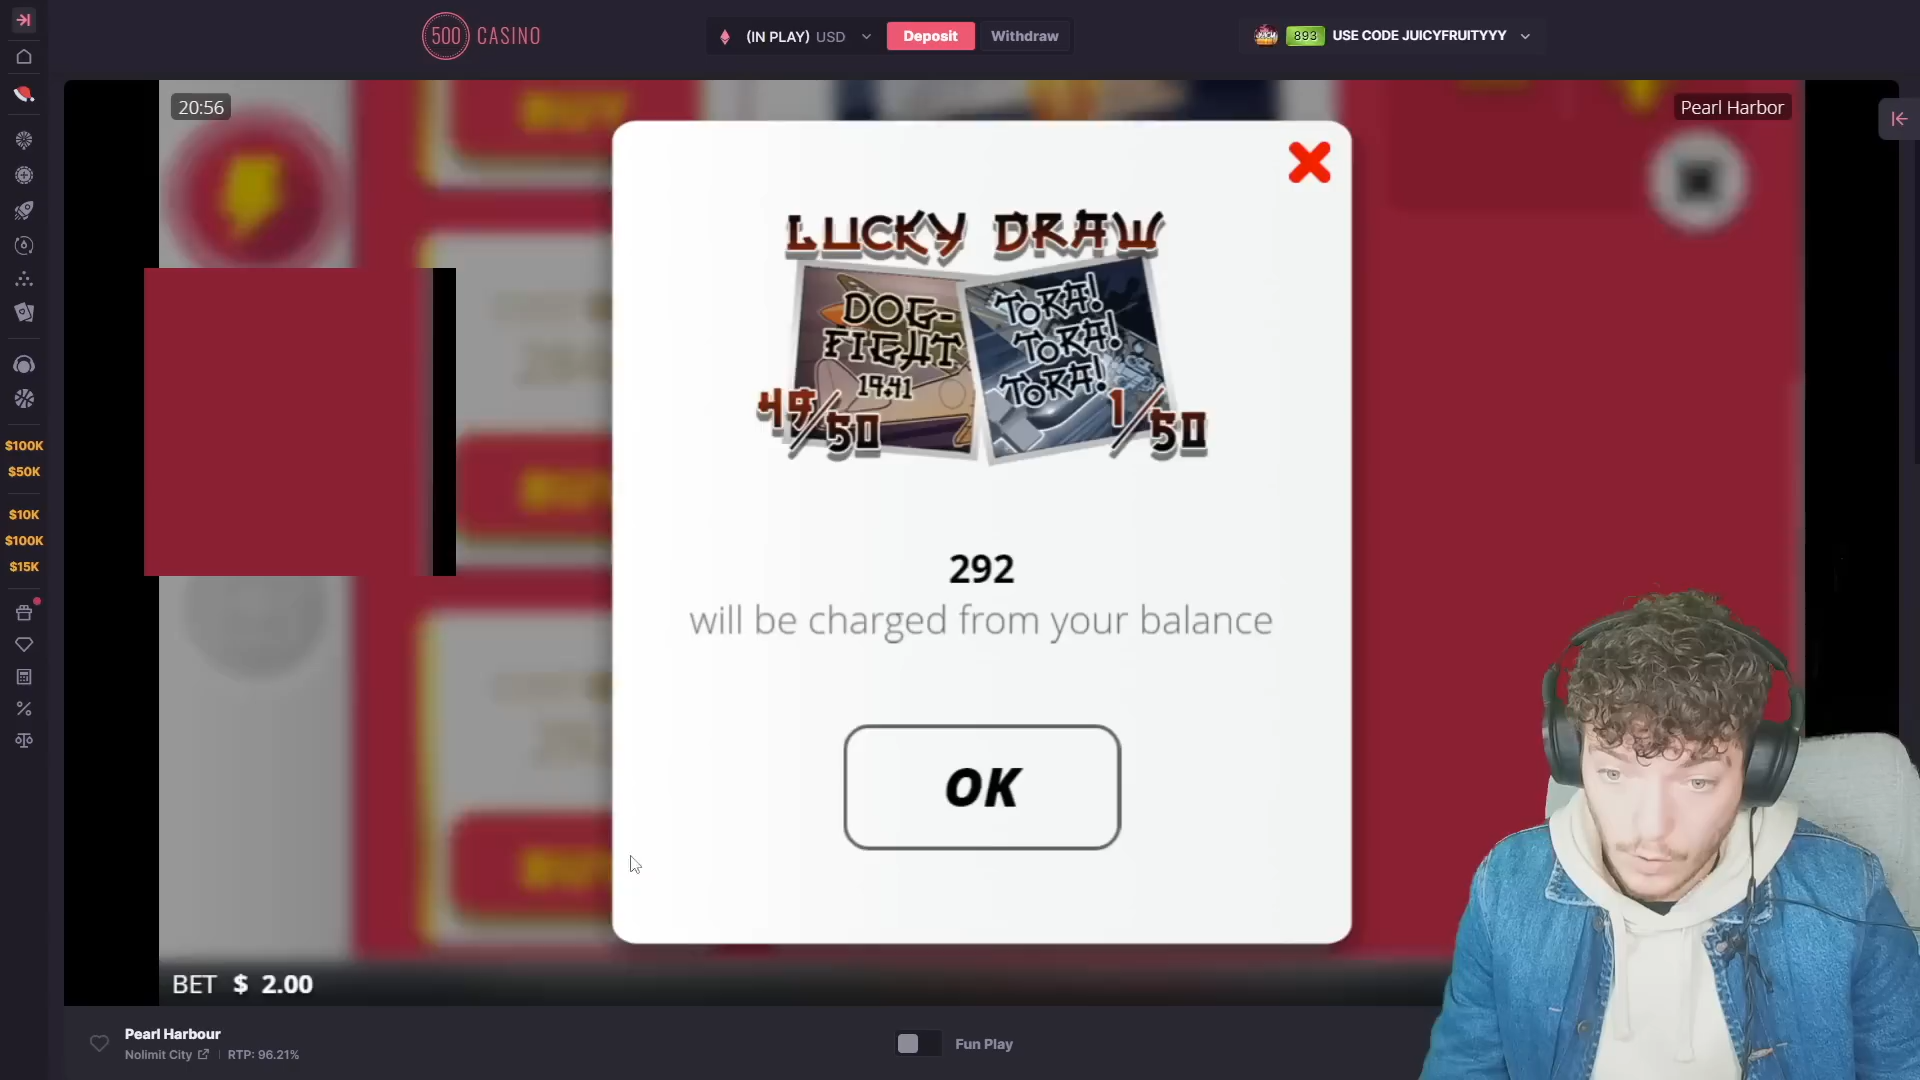 500 CASINO
(IN PLAY) USD
Deposit
Withdraw
893
USE CODE JUICYFRUITYYY
20:56
Pearl Harbor
BUY
LUCKY DRAW
DOG-
FIGHT
1941
49/50
TORA!
TORA!
TORA!
1/50
292
will be charged from your balance
OK
BUY
$100K
$50K
$10K
$100K
$15K
BET $ 2.00
Pearl Harbour
Nolimit City
RTP: 96.21%
Fun Play